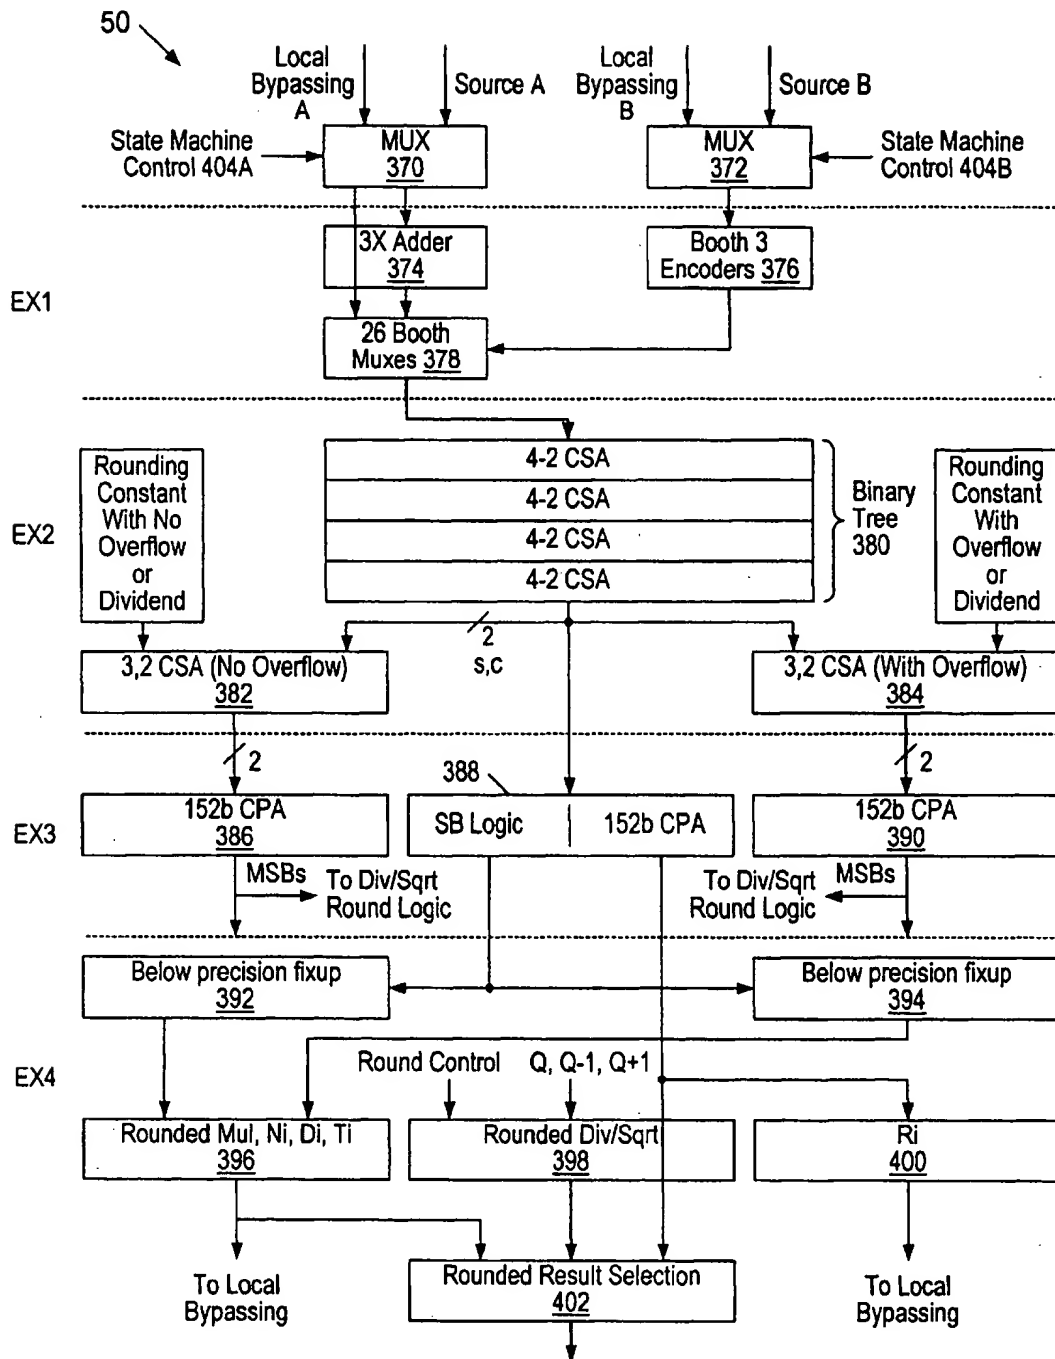 50
Local
Bypassing
A
Source A
Local
Bypassing
B
Source B
State Machine
Control 404A
MUX
370
MUX
372
State Machine
Control 404B
EX1
3X Adder
374
Booth 3
Encoders 376
26 Booth
Muxes 378
EX2
Rounding
Constant
With No
Overflow
or
Dividend
4-2 CSA
4-2 CSA
4-2 CSA
4-2 CSA
Binary
Tree
380
Rounding
Constant
With
Overflow
or
Dividend
2
s,c
3,2 CSA (No Overflow)
382
3,2 CSA (With Overflow)
384
2
2
388
EX3
152b CPA
386
SB Logic
152b CPA
152b CPA
390
MSBs
To Div/Sqrt
Round Logic
To Div/Sqrt
Round Logic
MSBs
EX4
Below precision fixup
392
Below precision fixup
394
Round Control
Q, Q-1, Q+1
Rounded Mul, Ni, Di, Ti
396
Rounded Div/Sqrt
398
Ri
400
To Local
Bypassing
Rounded Result Selection
402
To Local
Bypassing